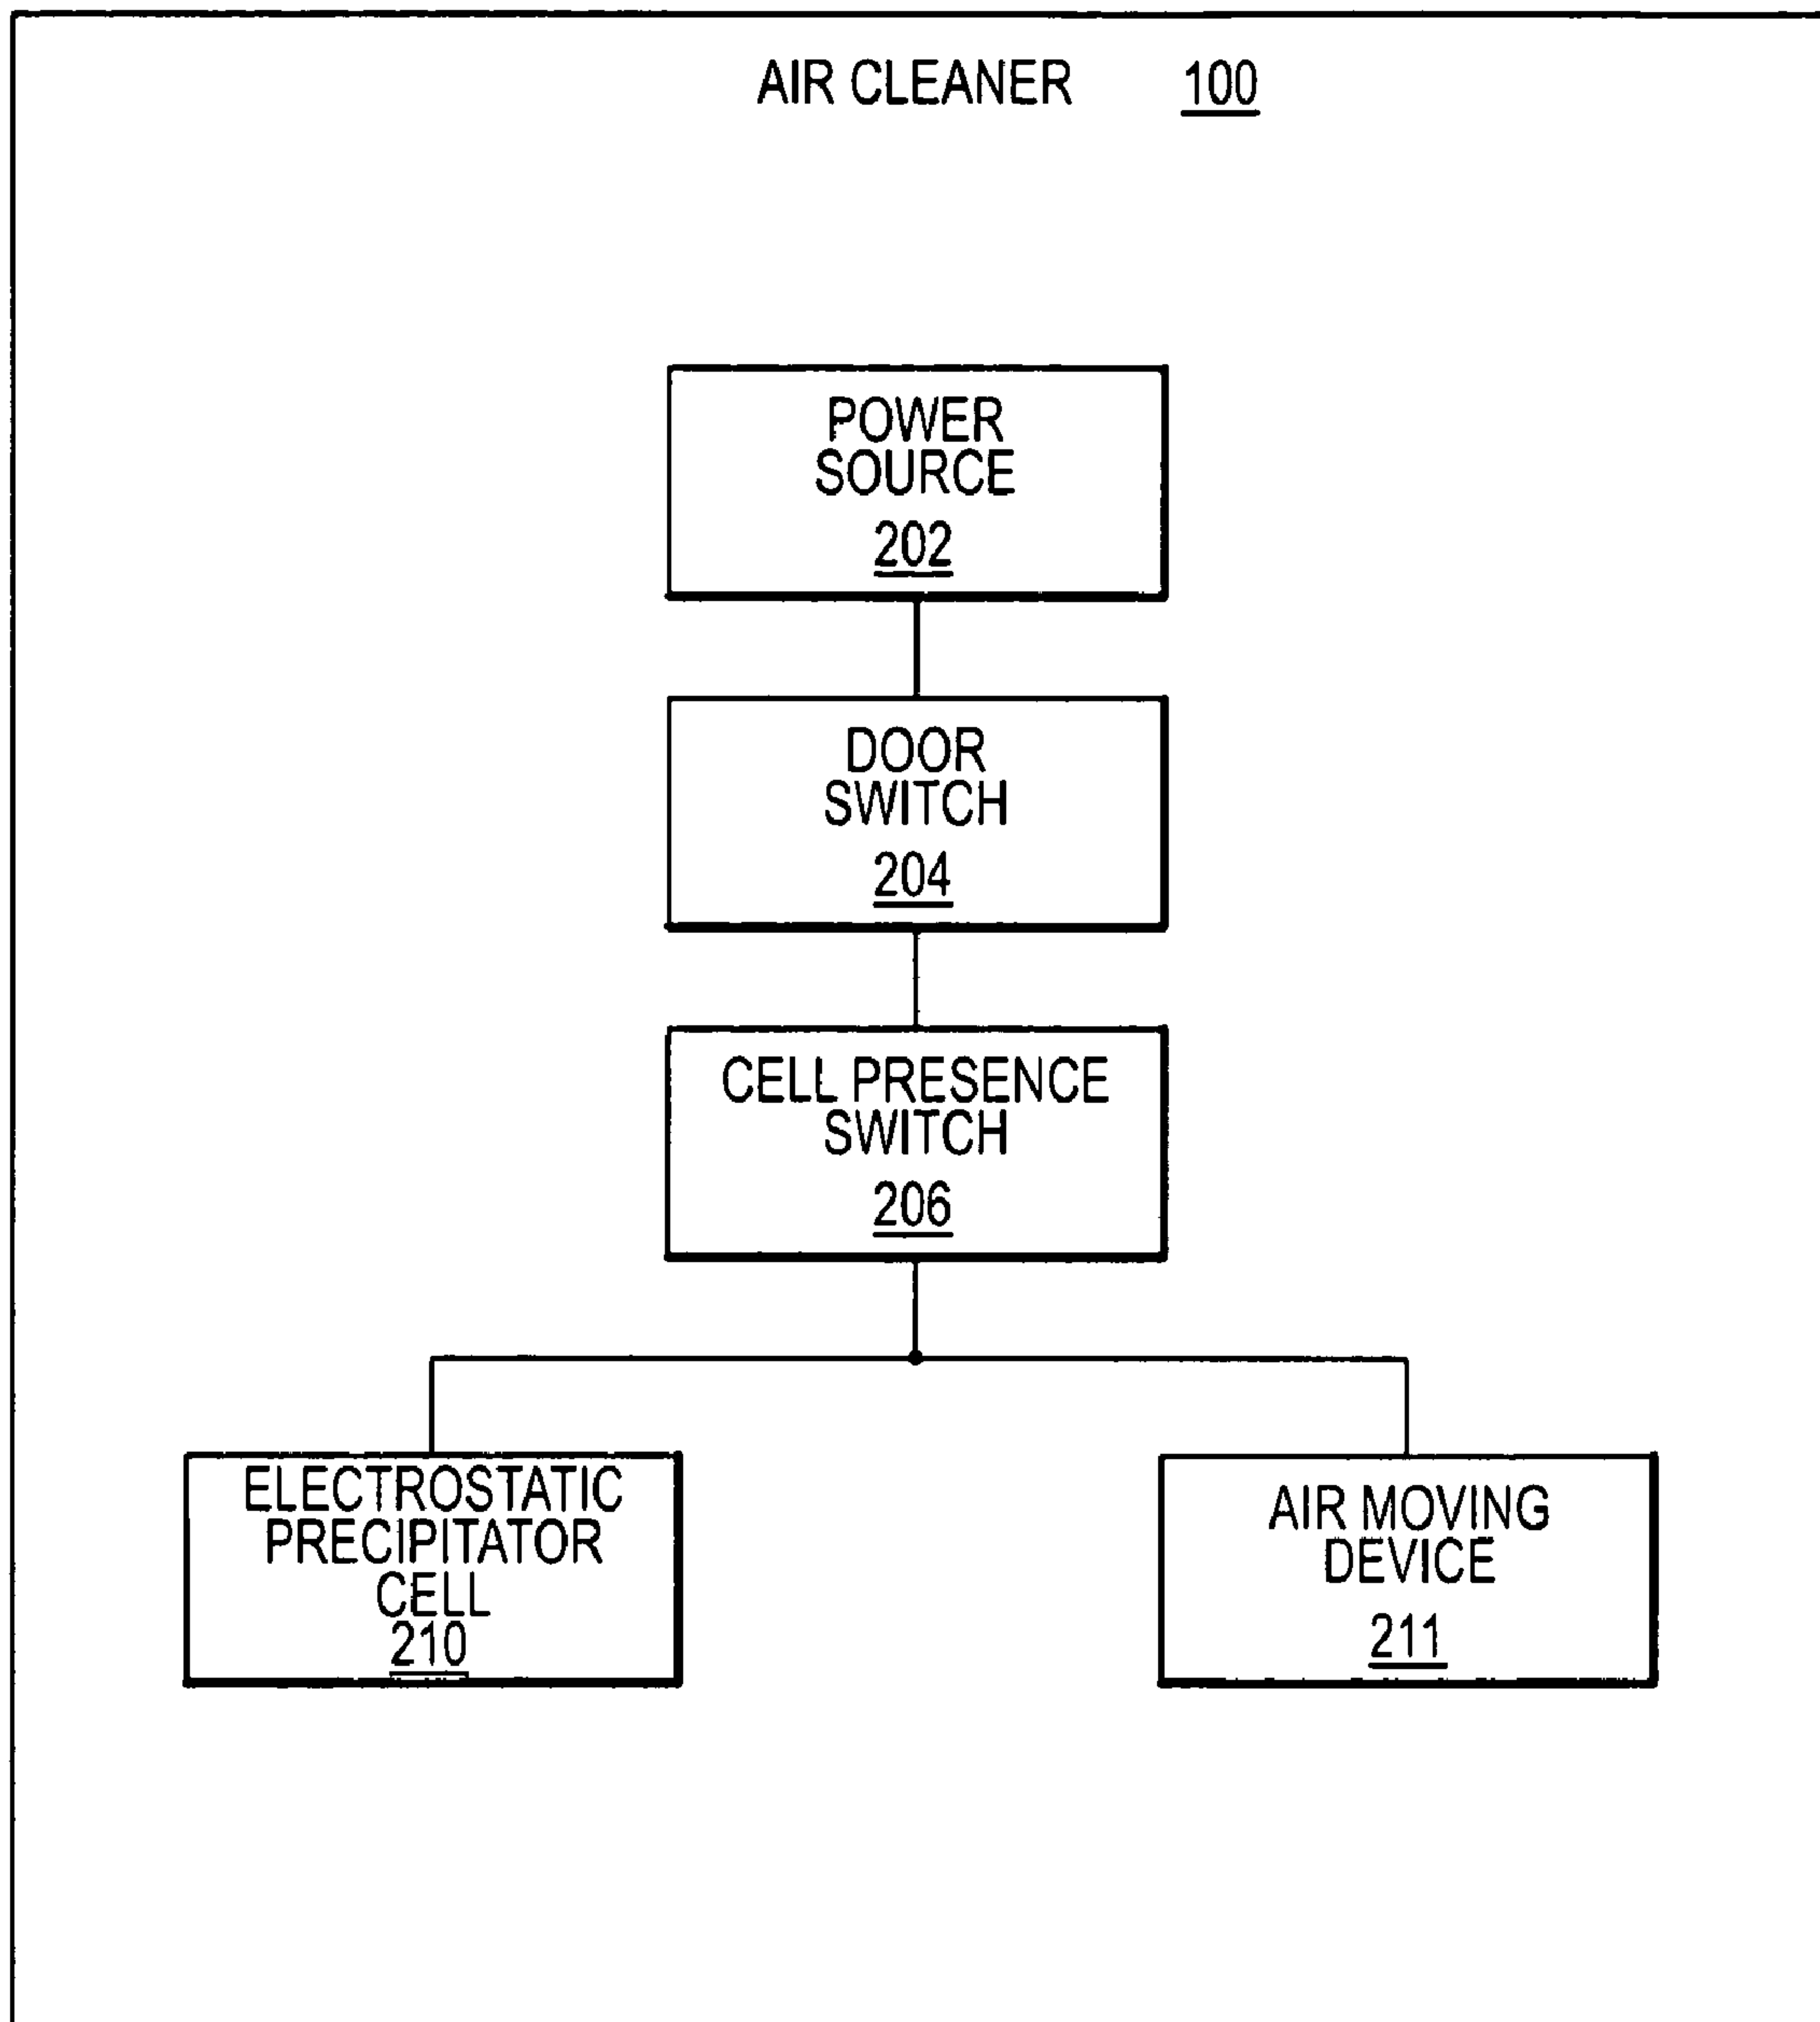 AIR CLEANER 100
POWER
SOURCE
202
DOOR
SWITCH
204
CELL PRESENCE
SWITCH
206
ELECTROSTATIC
PRECIPITATOR
CELL
210
AIR MOVING
DEVICE
211